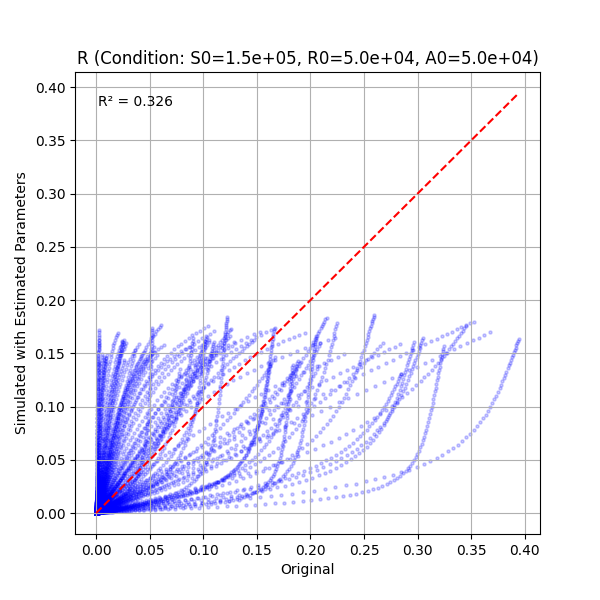 R (Condition: S0=1.5e+05, R0=5.0e+04, A0=5.0e+04)
R² = 0.326
Simulated with Estimated Parameters
0.40
0.35
0.30
0.25
0.20
0.15
0.10
0.05
0.00
0.00 0.05 0.10 0.15 0.20 0.25 0.30 0.35 0.40
Original